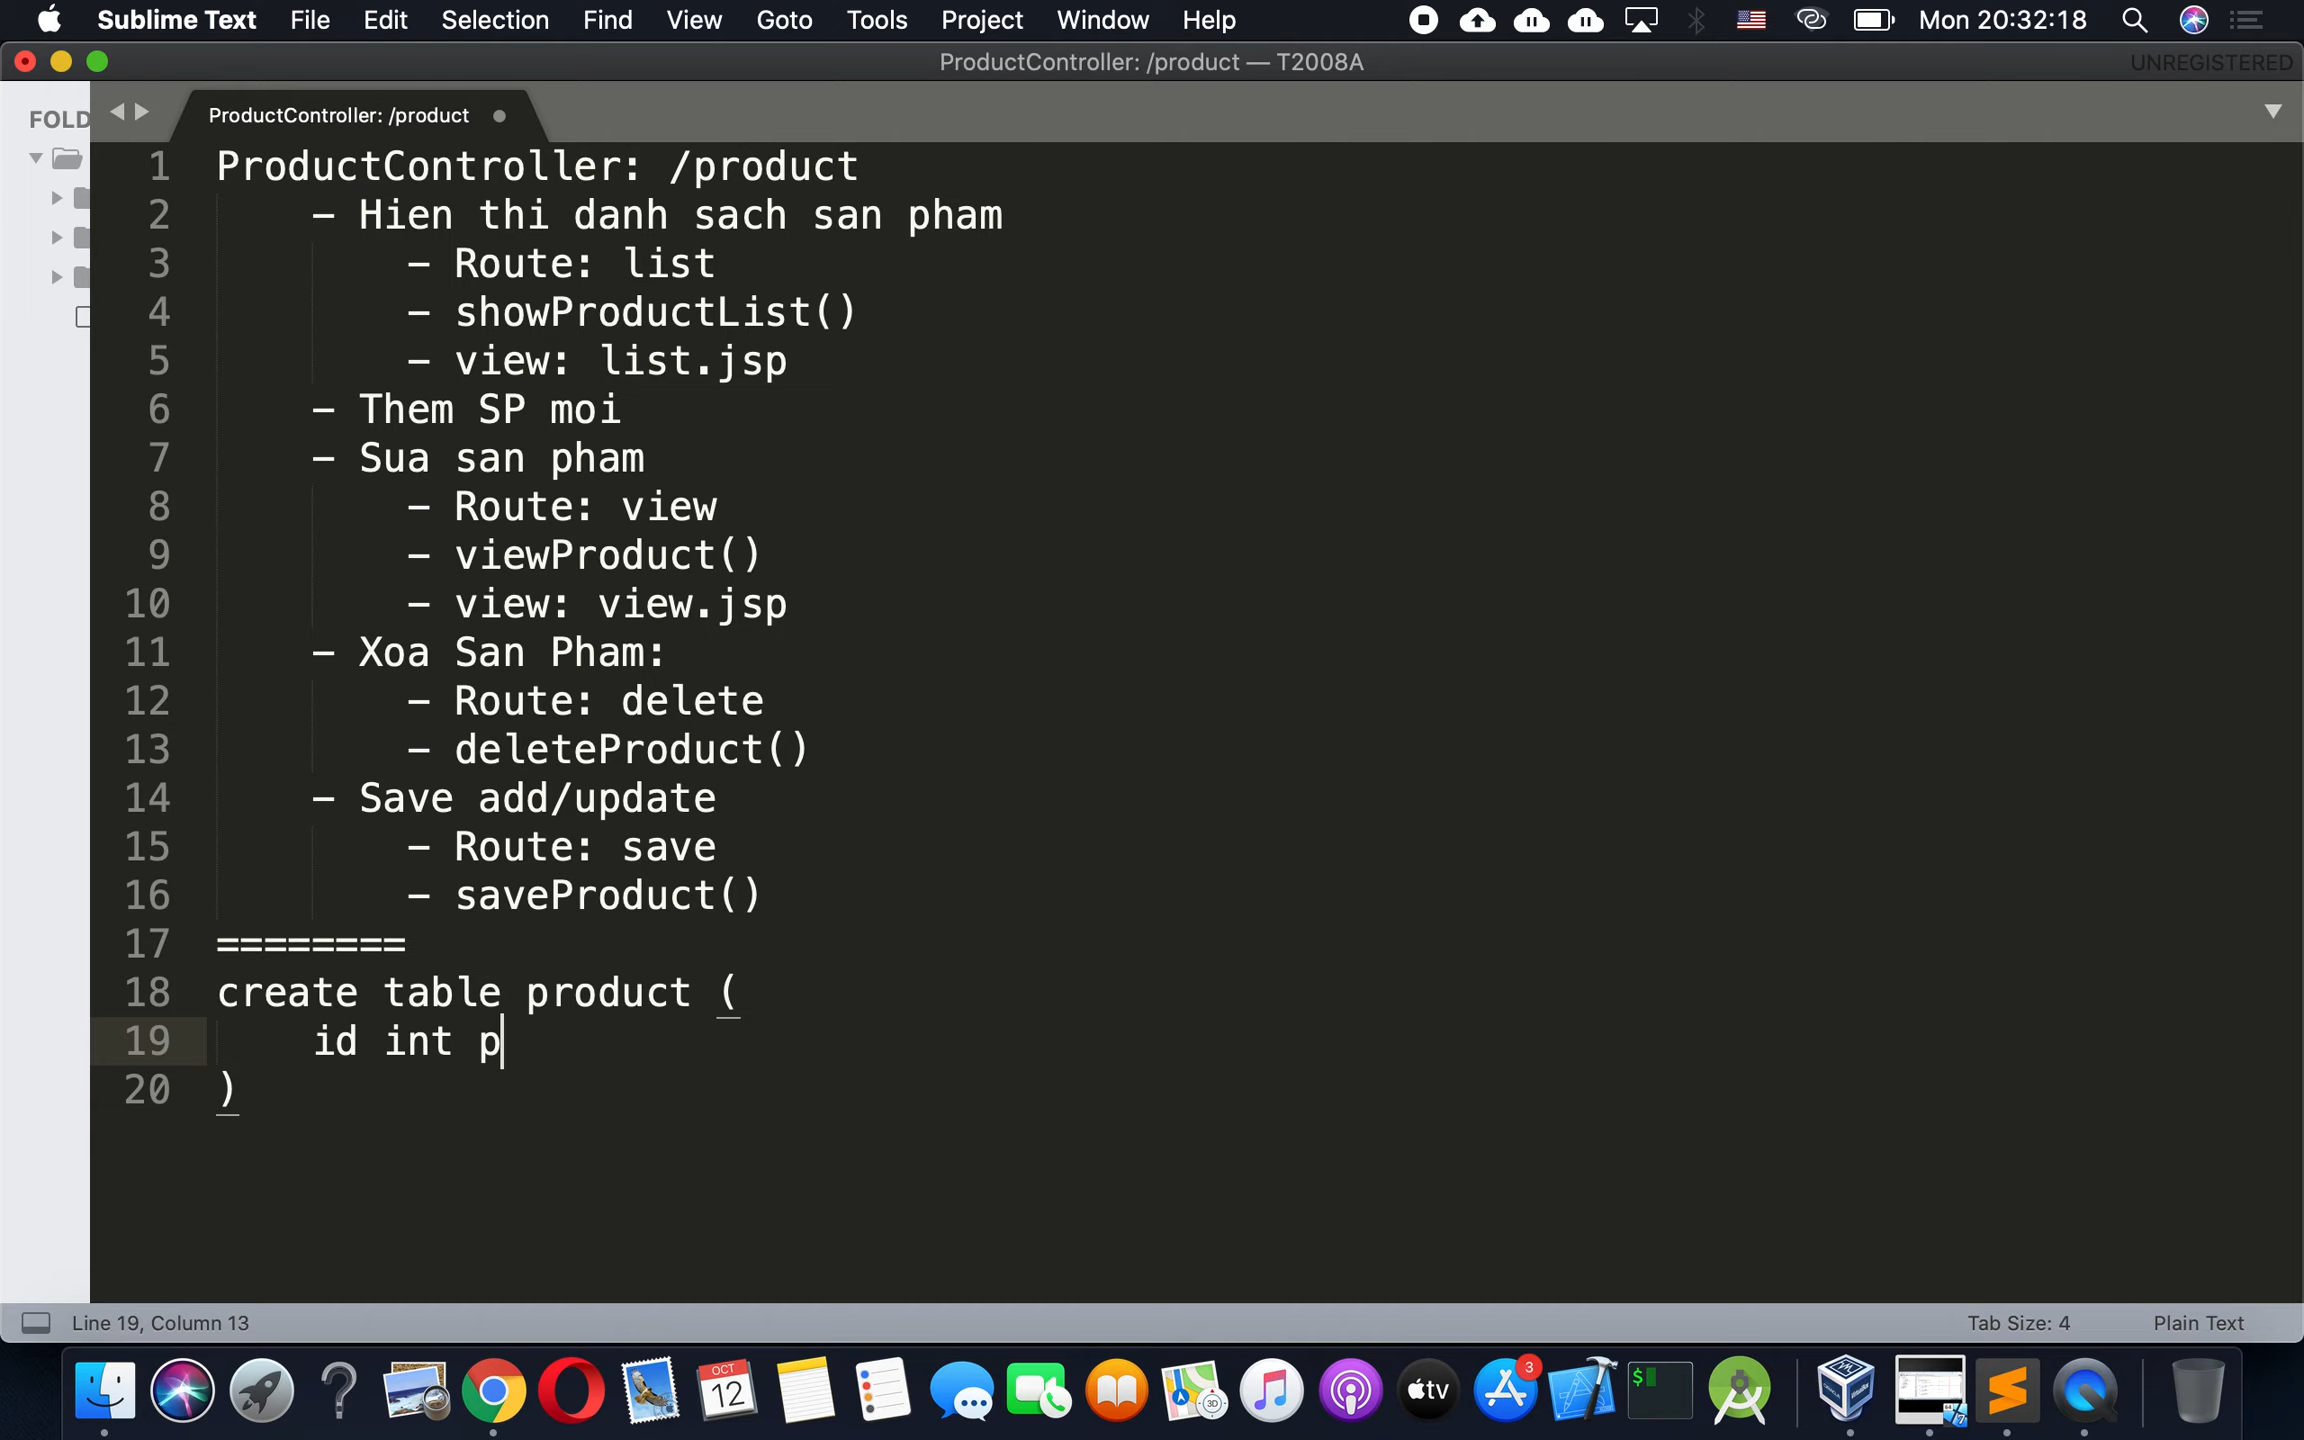 Sublime Text File Edit Selection Find View Goto Tools Project Window Help Mon 20:32:18
ProductController: /product — T2008A UNREGISTERED
FOLD
ProductController: /product
1 ProductController: /product
2 - Hien thi danh sach san pham
3 - Route: list
4 - showProductList()
5 - view: list.jsp
6 - Them SP moi
7 - Sua san pham
8 - Route: view
9 - viewProduct()
10 - view: view.jsp
11 - Xoa San Pham:
12 - Route: delete
13 - deleteProduct()
14 - Save add/update
15 - Route: save
16 - saveProduct()
17 ========
18 create table product (
19 id int p
20 )
Line 19, Column 13 Tab Size: 4 Plain Text
OCT
12
3D
tv
3
$